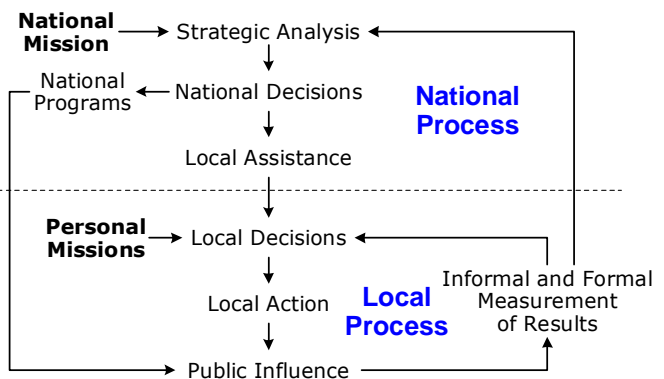 National
Mission
Strategic Analysis
National
Programs
National Decisions
National
Process
Local Assistance
Personal
Missions
Local Decisions
Informal and Formal
Measurement
of Results
Local Action
Local
Process
Public Influence